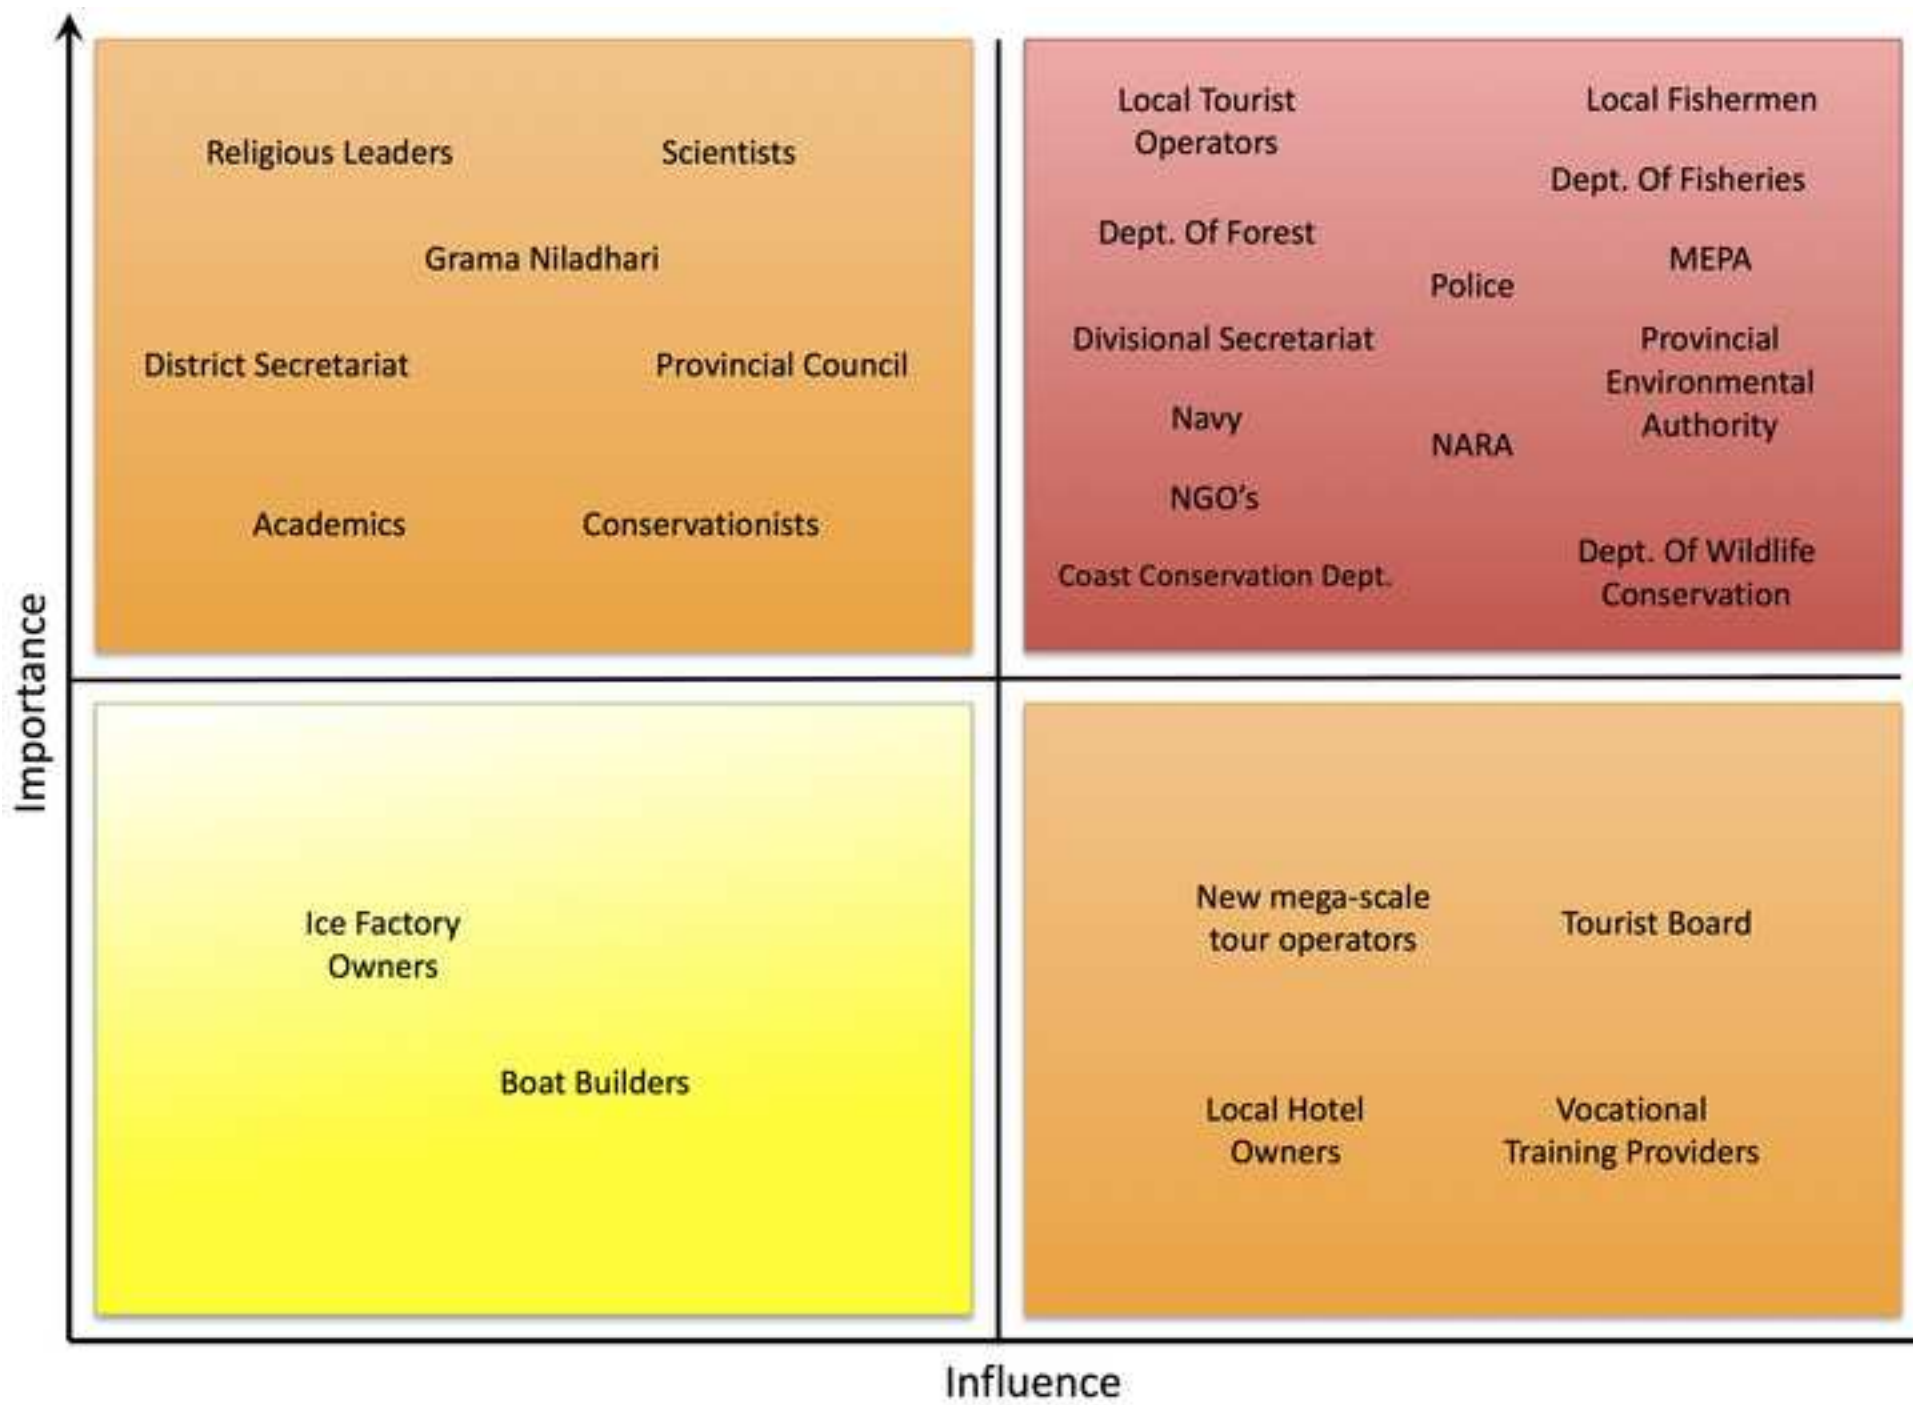 Religious Leaders
Scientists
Grama Niladhari
District Secretariat
Provincial Council
Academics
Conservationists
Local Tourist
Operators
Local Fishermen
Dept. Of Fisheries
Dept. Of Forest
MEPA
Police
Divisional Secretariat
Provincial
Environmental
Authority
Navy
NARA
NGO’s
Coast Conservation Dept.
Dept. Of Wildlife
Conservation
Importance
Ice Factory
Owners
Boat Builders
New mega-scale
tour operators
Tourist Board
Local Hotel
Owners
Vocational
Training Providers
Influence